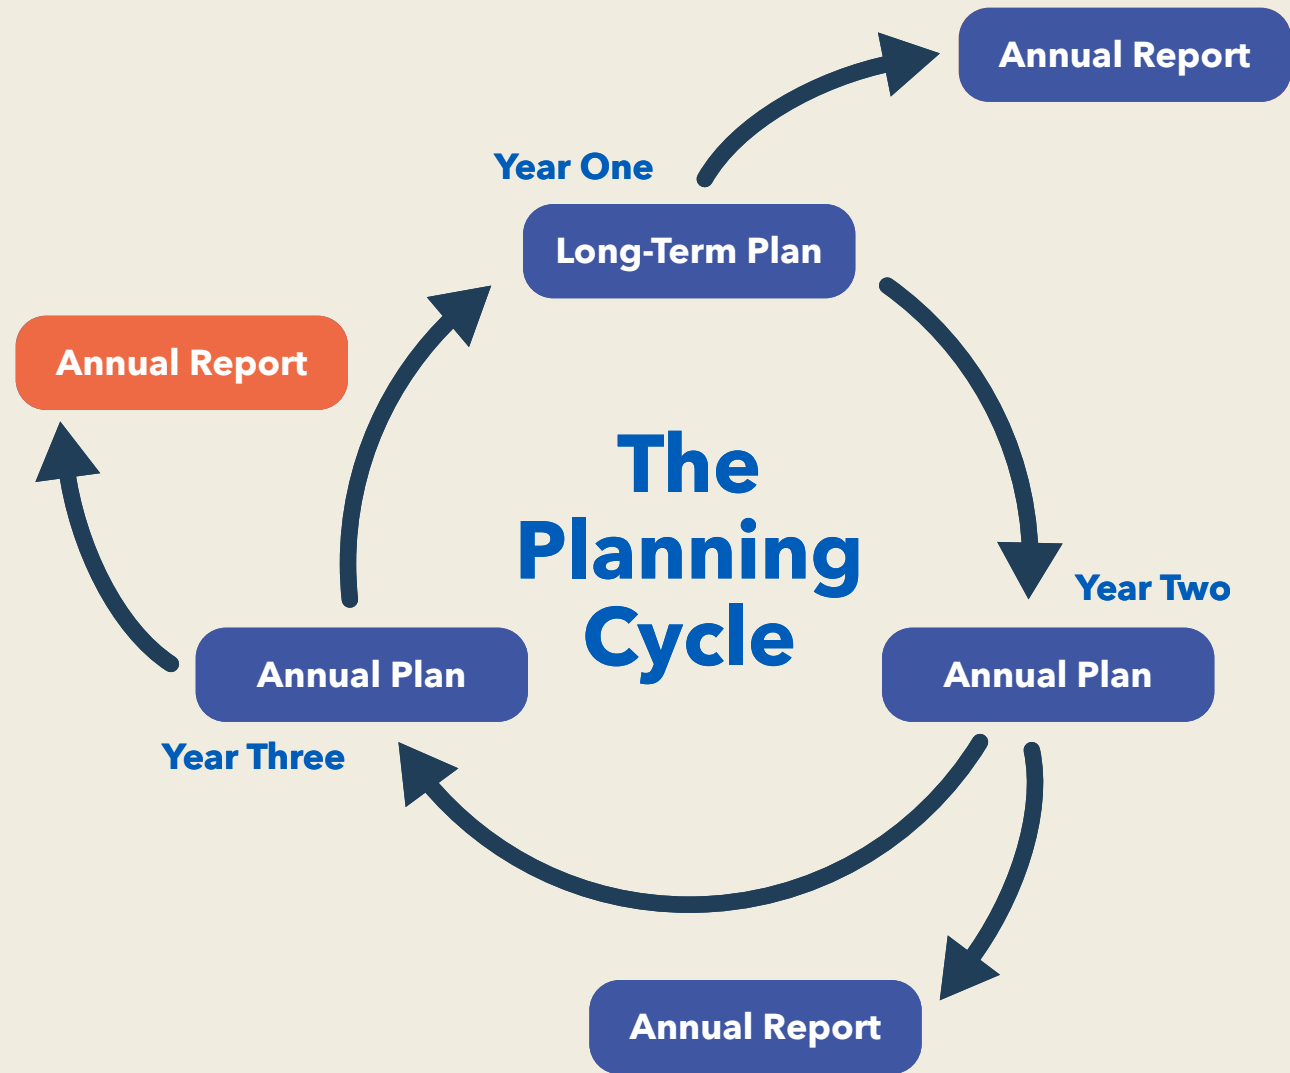 Annual Report
Year One
Long-Term Plan
Annual Report
The
Planning
Cycle
Year Two
Annual Plan
Annual Plan
Year Three
Annual Report